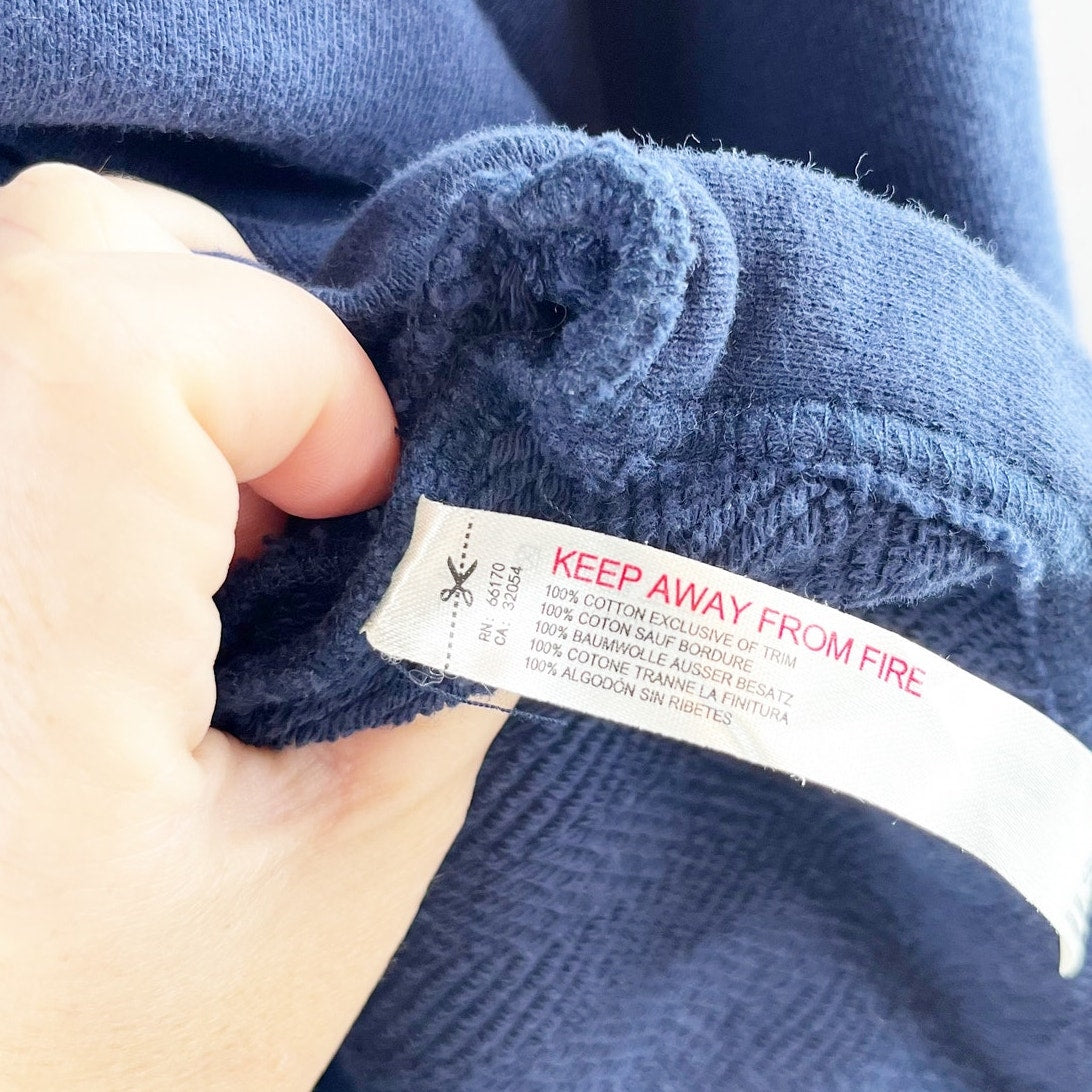 RN: 66170
CA: 32054
KEEP AWAY FROM FIRE
100% COTTON EXCLUSIVE OF TRIM
100% COTON SAUF BORDURE
100% BAUMWOLLE AUSSER BESATZ
100% COTONE TRANNE LA FINITURA
100% ALGODÓN SIN RIBETES